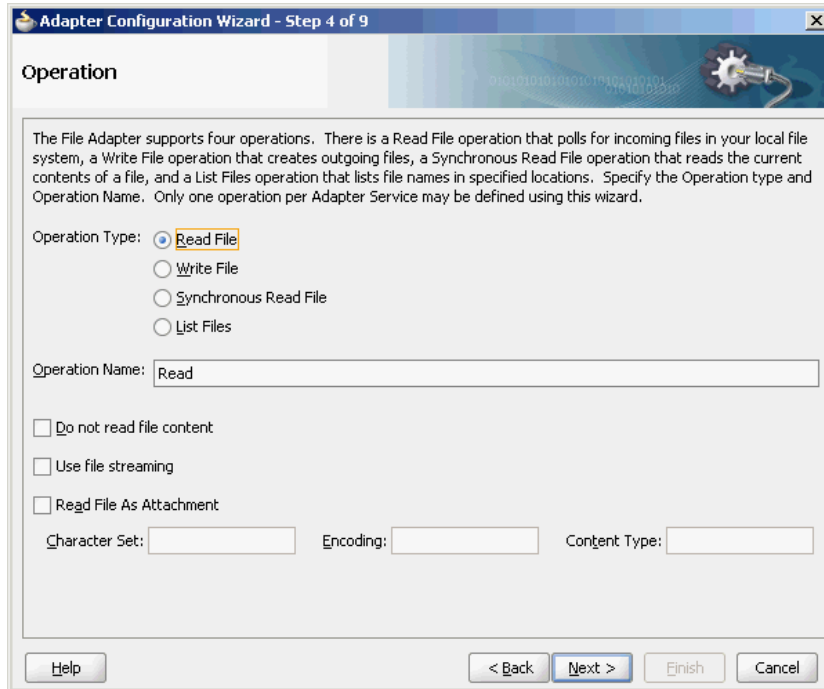 Adapter Configuration Wizard - Step 4 of 9
Operation
The File Adapter supports four operations.  There is a Read File operation that polls for incoming files in your local file
system, a Write File operation that creates outgoing files, a Synchronous Read File operation that reads the current
contents of a file, and a List Files operation that lists file names in specified locations.  Specify the Operation type and
Operation Name.  Only one operation per Adapter Service may be defined using this wizard.
Operation Type: Read File
Write File
Synchronous Read File
List Files
Operation Name: Read
Do not read file content
Use file streaming
Read File As Attachment
Character Set: Encoding: Content Type:
Help < Back Next > Finish Cancel